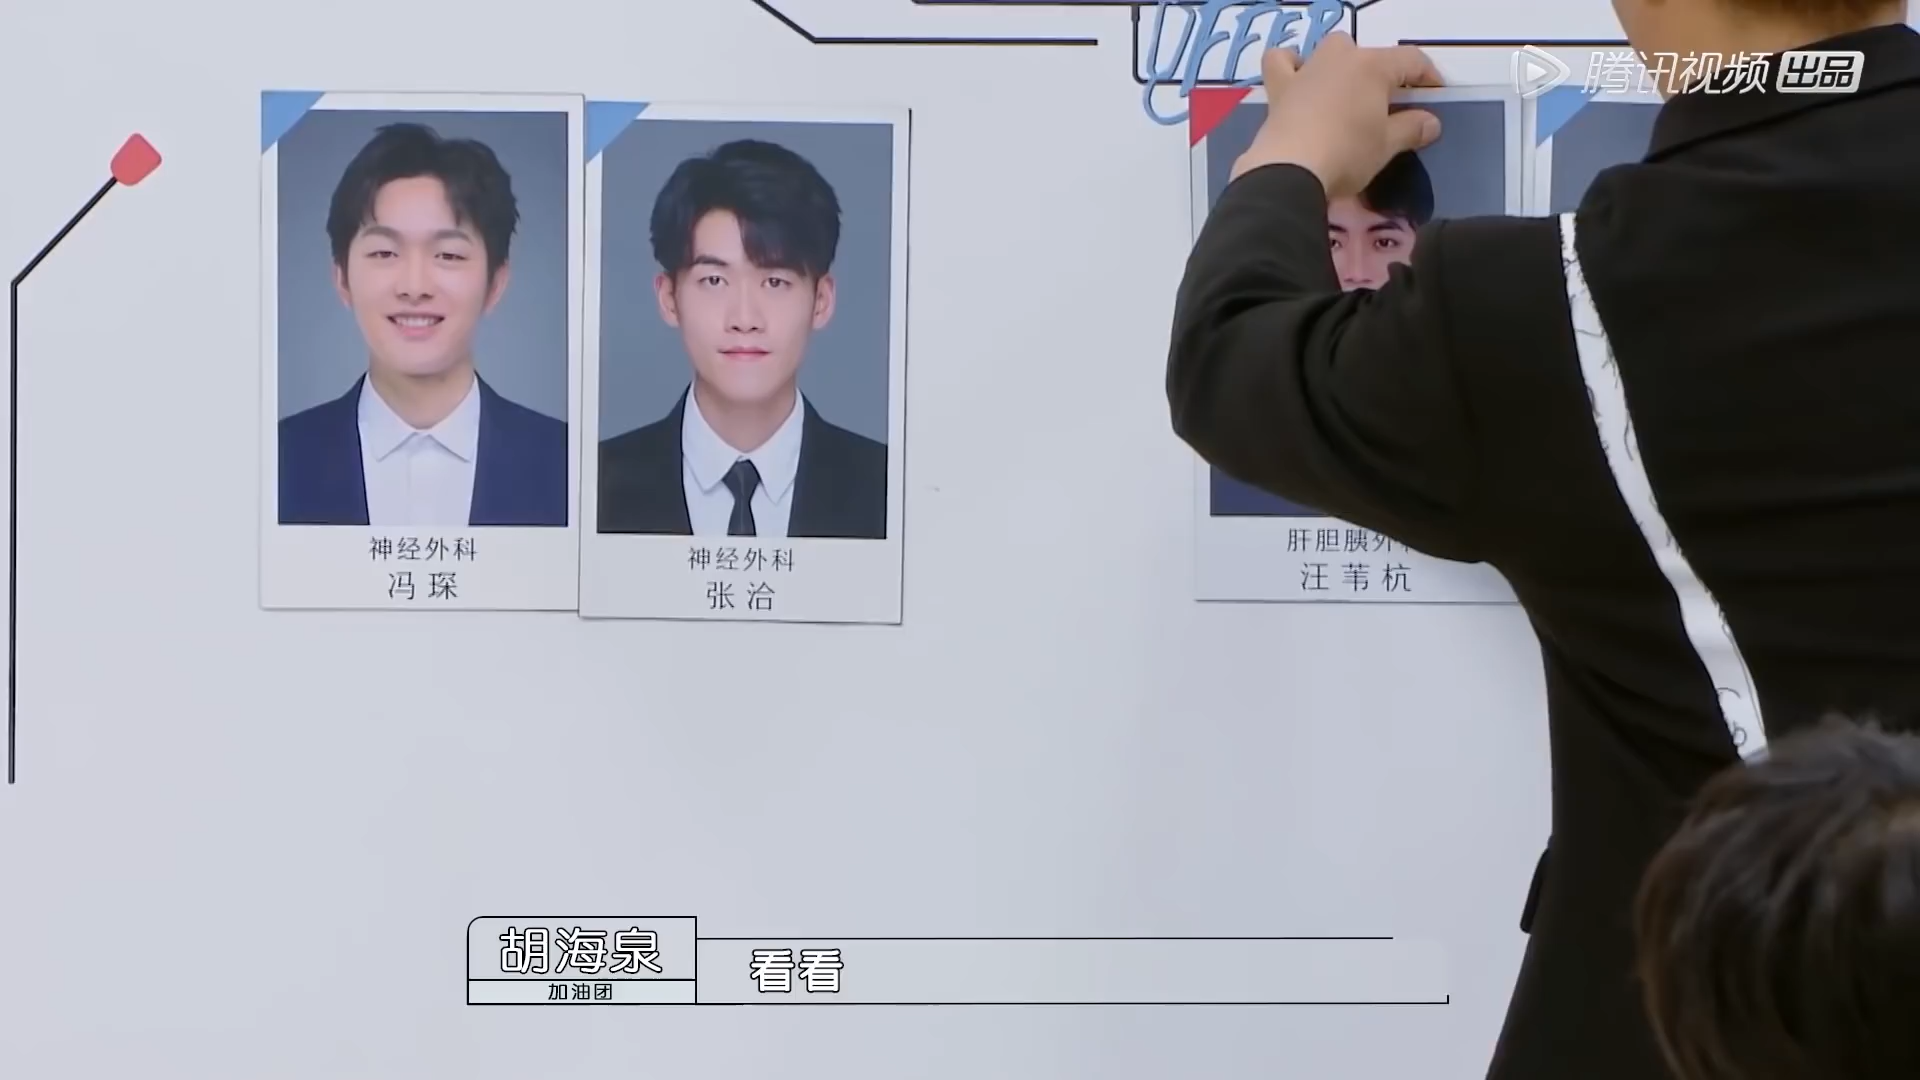 OFFER
腾讯视频 出品
神经外科
冯琛
神经外科
张洽
肝胆胰外
汪苇杭
胡海泉
加油团
看看